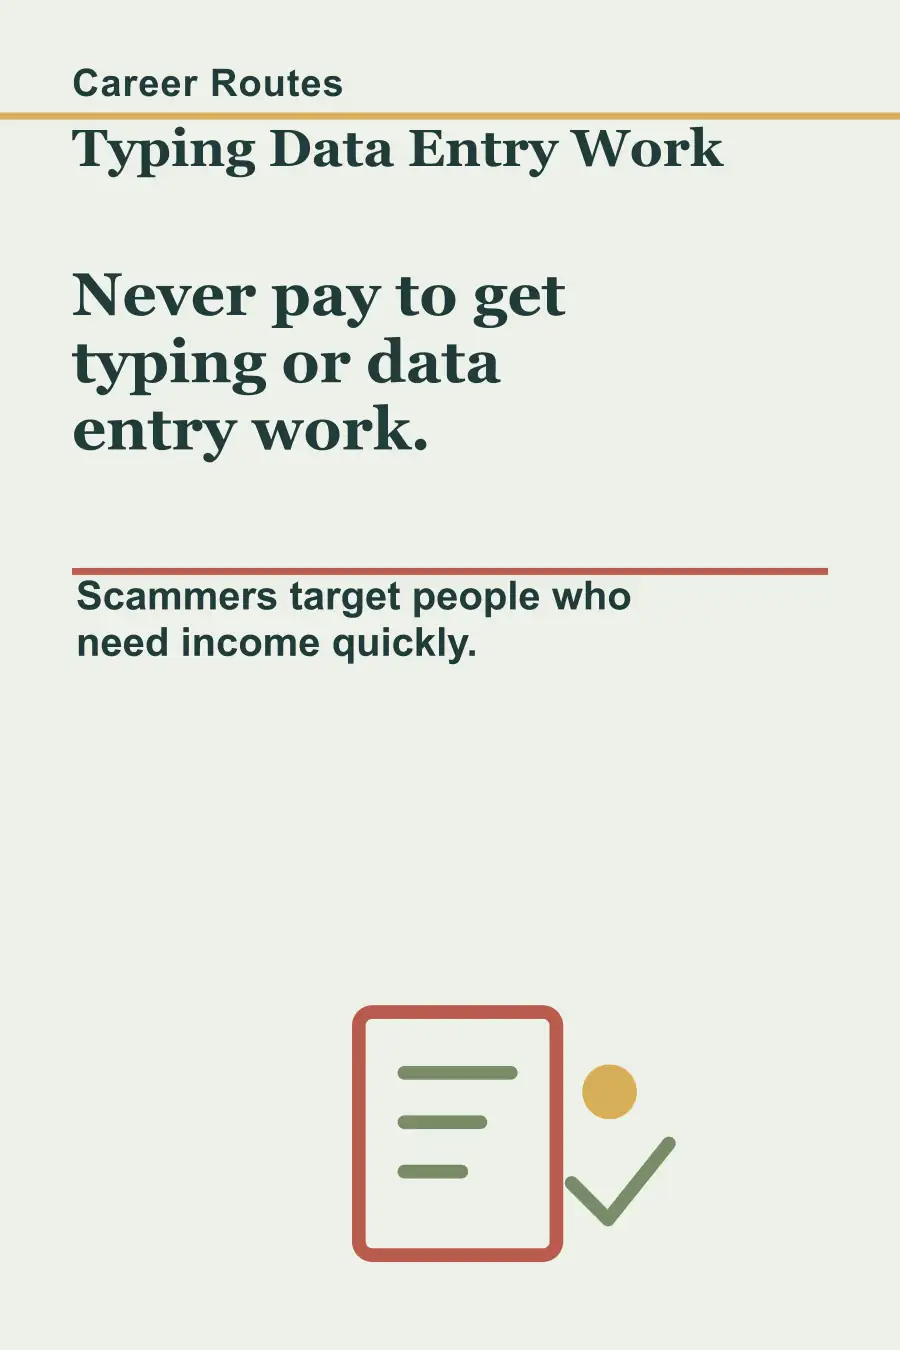 Career Routes
Typing Data Entry Work
Never pay to get
typing or data
entry work.
Scammers target people who
need income quickly.